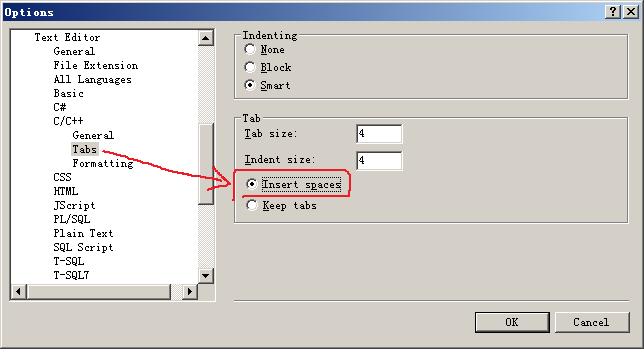 Options
Text Editor
General
File Extension
All Languages
Basic
C#
C/C++
General
Tabs
Formatting
CSS
HTML
JScript
PL/SQL
Plain Text
SQL Script
T-SQL
T-SQL7
Indenting
None
Block
Smart
Tab
Tab size: 4
Indent size: 4
Insert spaces
Keep tabs
OK Cancel